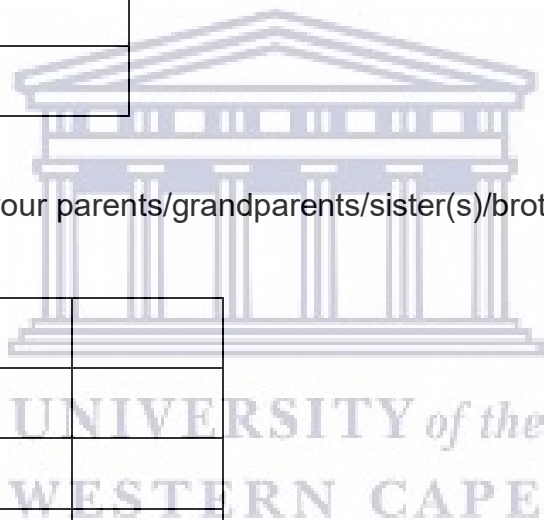 our parents/grandparents/sister(s)/brot
UNIVERSITY of the
WESTERN CAPE